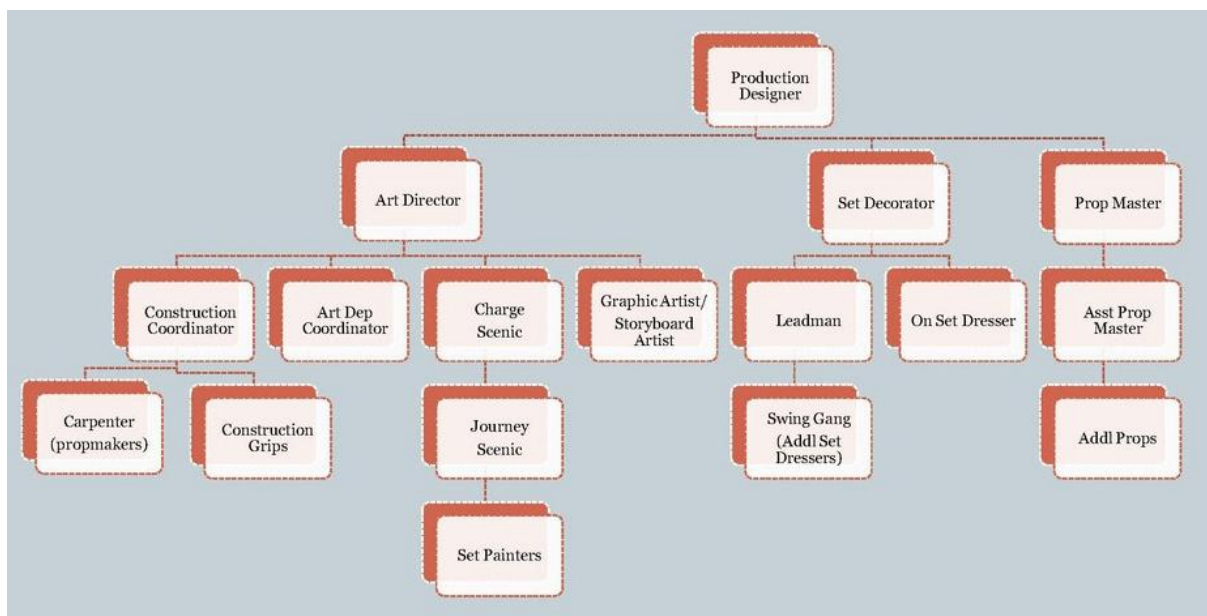 Production
Designer
Art Director
Set Decorator
Prop Master
Construction
Coordinator
Art Dep
Coordinator
Charge
Scenic
Graphic Artist/
Storyboard
Artist
Leadman
On Set Dresser
Asst Prop
Master
Carpenter
(propmakers)
Construction
Grips
Journey
Scenic
Swing Gang
(Addl Set
Dressers)
Addl Props
Set Painters